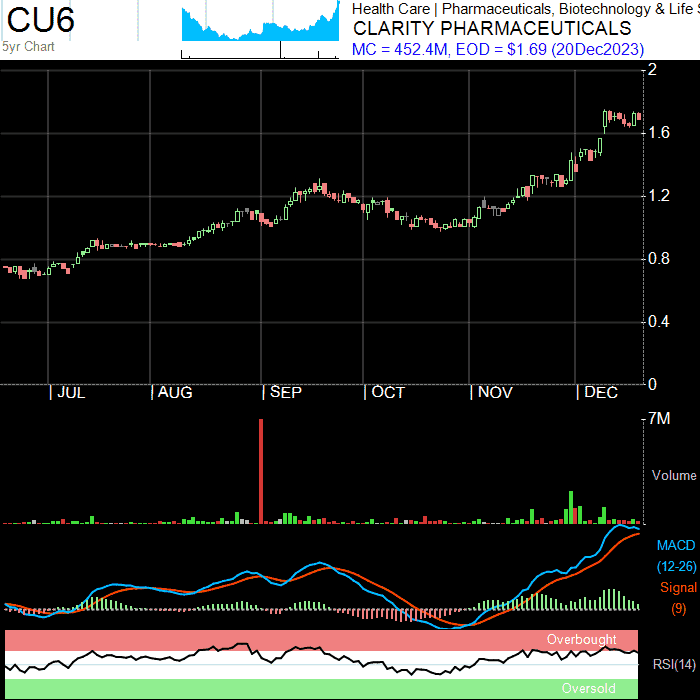 CU6
5yr Chart
Health Care | Pharmaceuticals, Biotechnology & Life S
CLARITY PHARMACEUTICALS
MC = 452.4M, EOD = $1.69 (20Dec2023)
2
1.6
1.2
0.8
0.4
0
| JUL | AUG | SEP | OCT | NOV | DEC
7M
Volume
MACD
(12-26)
Signal
(9)
Overbought
RSI(14)
Oversold